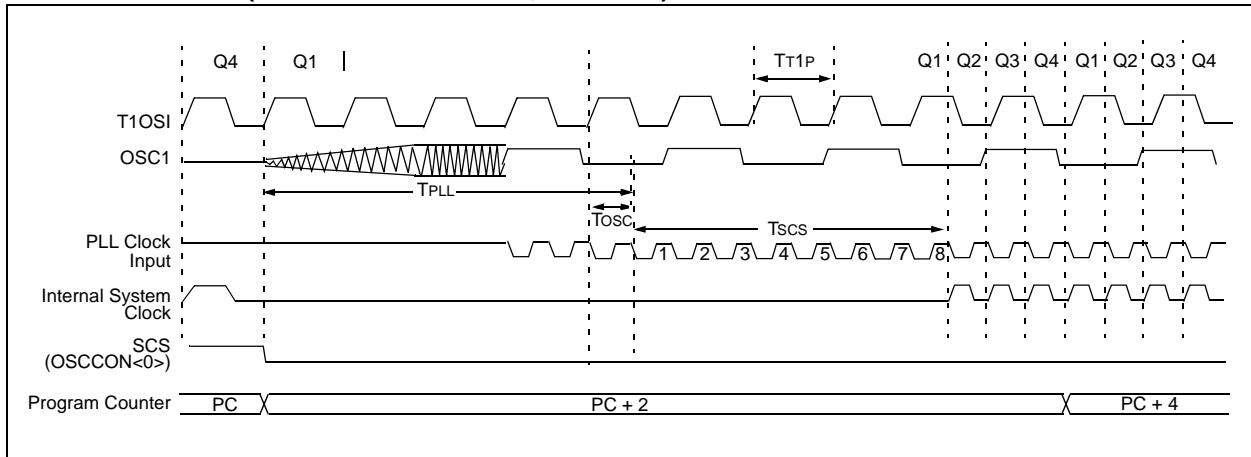 Q4 Q1 TT1P Q1 Q2 Q3 Q4 Q1 Q2 Q3 Q4
T1OSI
OSC1
TPLL
TOSC TSCS
PLL Clock
Input
1 2 3 4 5 6 7 8
Internal System
Clock
SCS
(OSCCON<0>)
Program Counter PC PC + 2 PC + 4